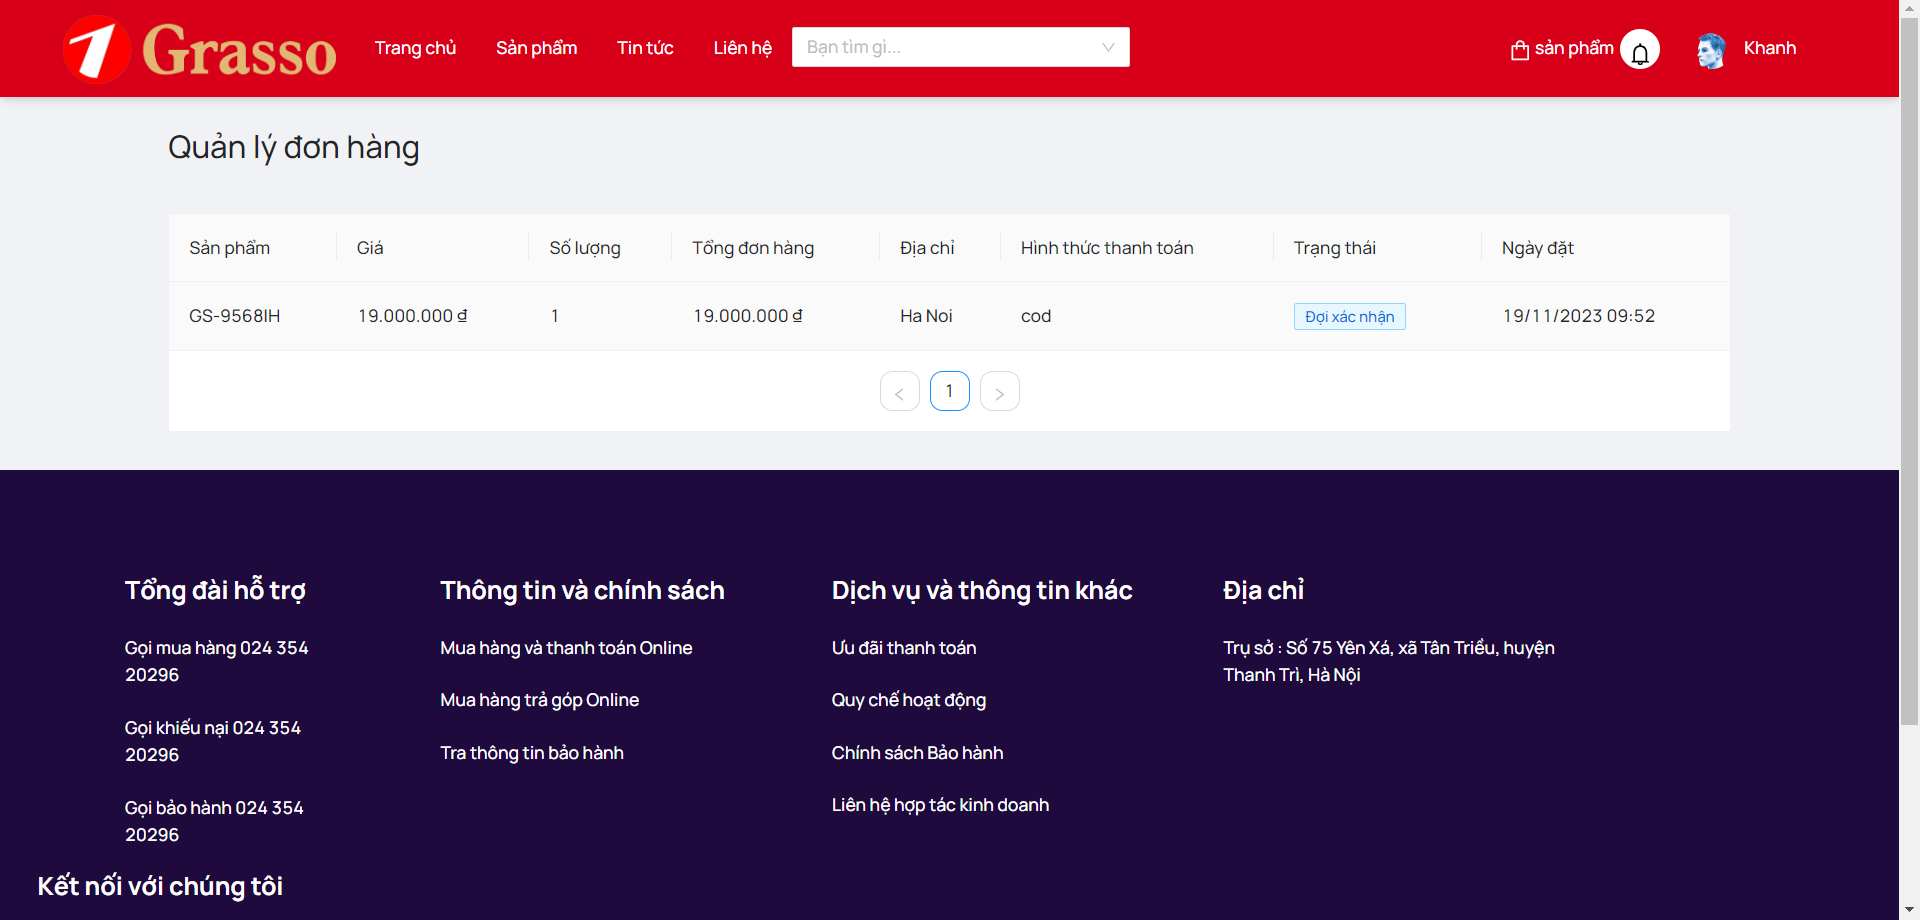 Grasso
Trang chủ
Sản phẩm
Tin tức
Liên hệ
Bạn tìm gì...
sản phẩm
Khanh
Quản lý đơn hàng
Sản phẩm Giá Số lượng Tổng đơn hàng Địa chỉ Hình thức thanh toán Trạng thái Ngày đặt
GS-9568IH 19.000.000 ₫ 1 19.000.000 ₫ Ha Noi cod Đợi xác nhận 19/11/2023 09:52
< 1 >
Tổng đài hỗ trợ
Gọi mua hàng 024 354
20296
Gọi khiếu nại 024 354
20296
Gọi bảo hành 024 354
20296
Thông tin và chính sách
Mua hàng và thanh toán Online
Mua hàng trả góp Online
Tra thông tin bảo hành
Dịch vụ và thông tin khác
Ưu đãi thanh toán
Quy chế hoạt động
Chính sách Bảo hành
Liên hệ hợp tác kinh doanh
Địa chỉ
Trụ sở : Số 75 Yên Xá, xã Tân Triều, huyện
Thanh Trì, Hà Nội
Kết nối với chúng tôi